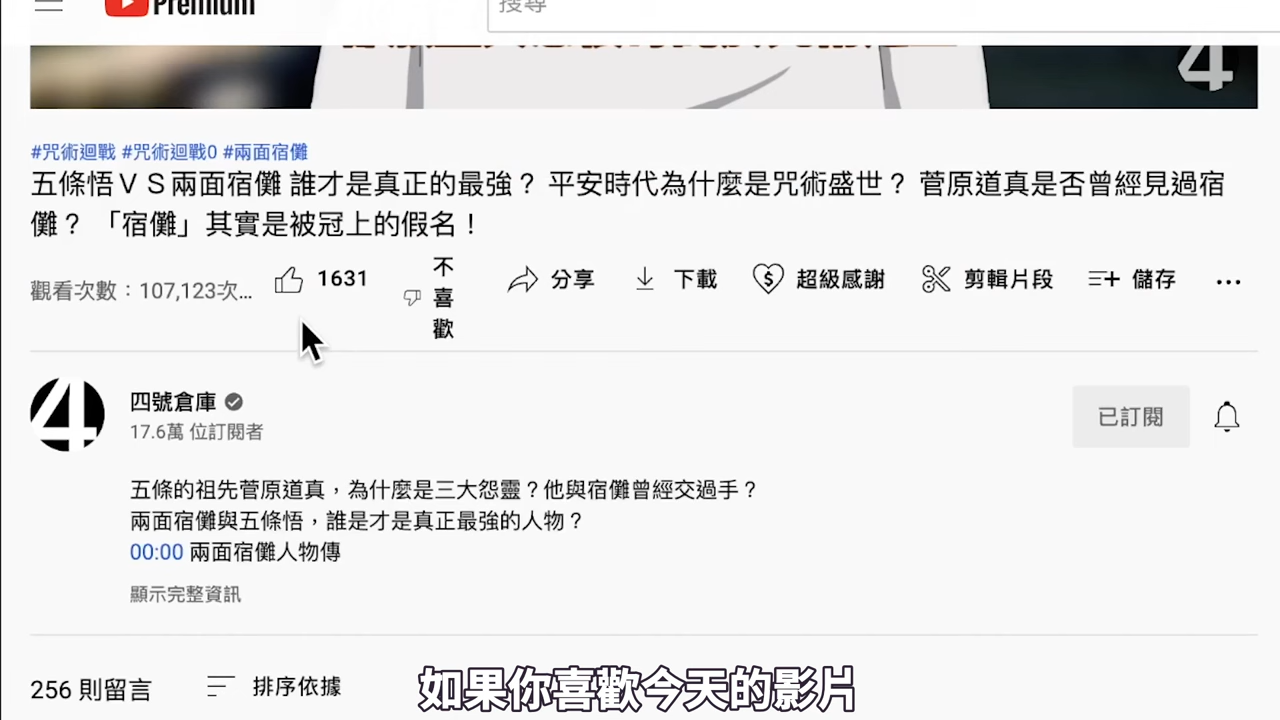 Premium
搜尋
4
#咒術迴戰 #咒術迴戰0 #兩面宿儺
五條悟ＶＳ兩面宿儺 誰才是真正的最強？ 平安時代為什麼是咒術盛世？ 菅原道真是否曾經見過宿
儺？ 「宿儺」其實是被冠上的假名！
觀看次數：107,123次...
1631
不
喜
歡
分享
下載
超級感謝
剪輯片段
儲存
4
四號倉庫
17.6萬 位訂閱者
已訂閱
五條的祖先菅原道真，為什麼是三大怨靈？他與宿儺曾經交過手？
兩面宿儺與五條悟，誰是才是真正最強的人物？
00:00 兩面宿儺人物傳
顯示完整資訊
256 則留言
排序依據
如果你喜歡今天的影片